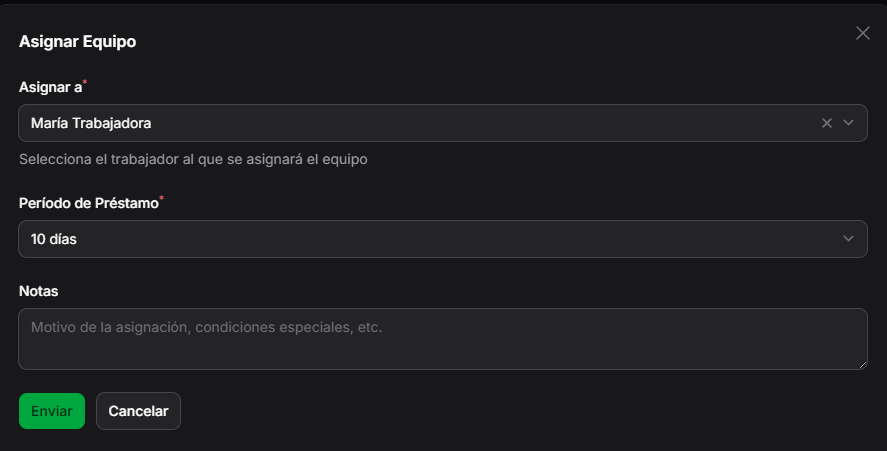 Asignar Equipo
Asignar a*
María Trabajadora
Selecciona el trabajador al que se asignará el equipo
Período de Préstamo*
10 días
Notas
Motivo de la asignación, condiciones especiales, etc.
Enviar
Cancelar